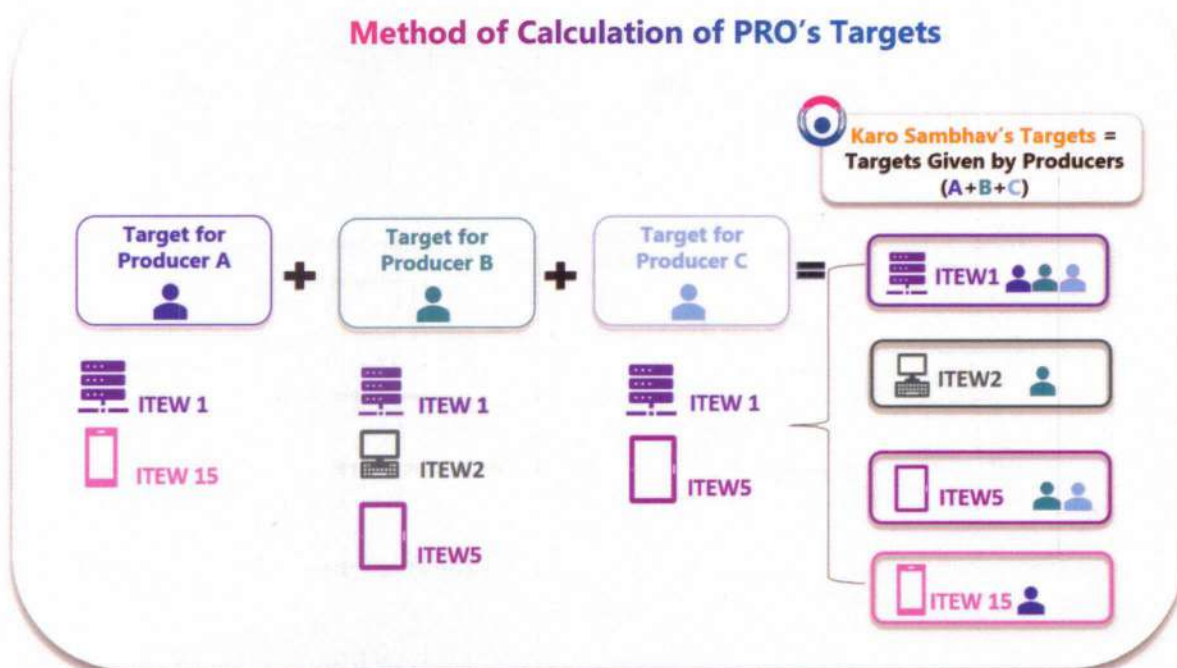 Method of Calculation of PRO's Targets
Karo Sambhav's Targets =
Targets Given by Producers
(A+B+C)
Target for
Producer A
+
Target for
Producer B
+
Target for
Producer C
=
ITEW 1
ITEW 15
ITEW 1
ITEW2
ITEW5
ITEW 1
ITEW5
ITEW1
ITEW2
ITEW5
ITEW 15